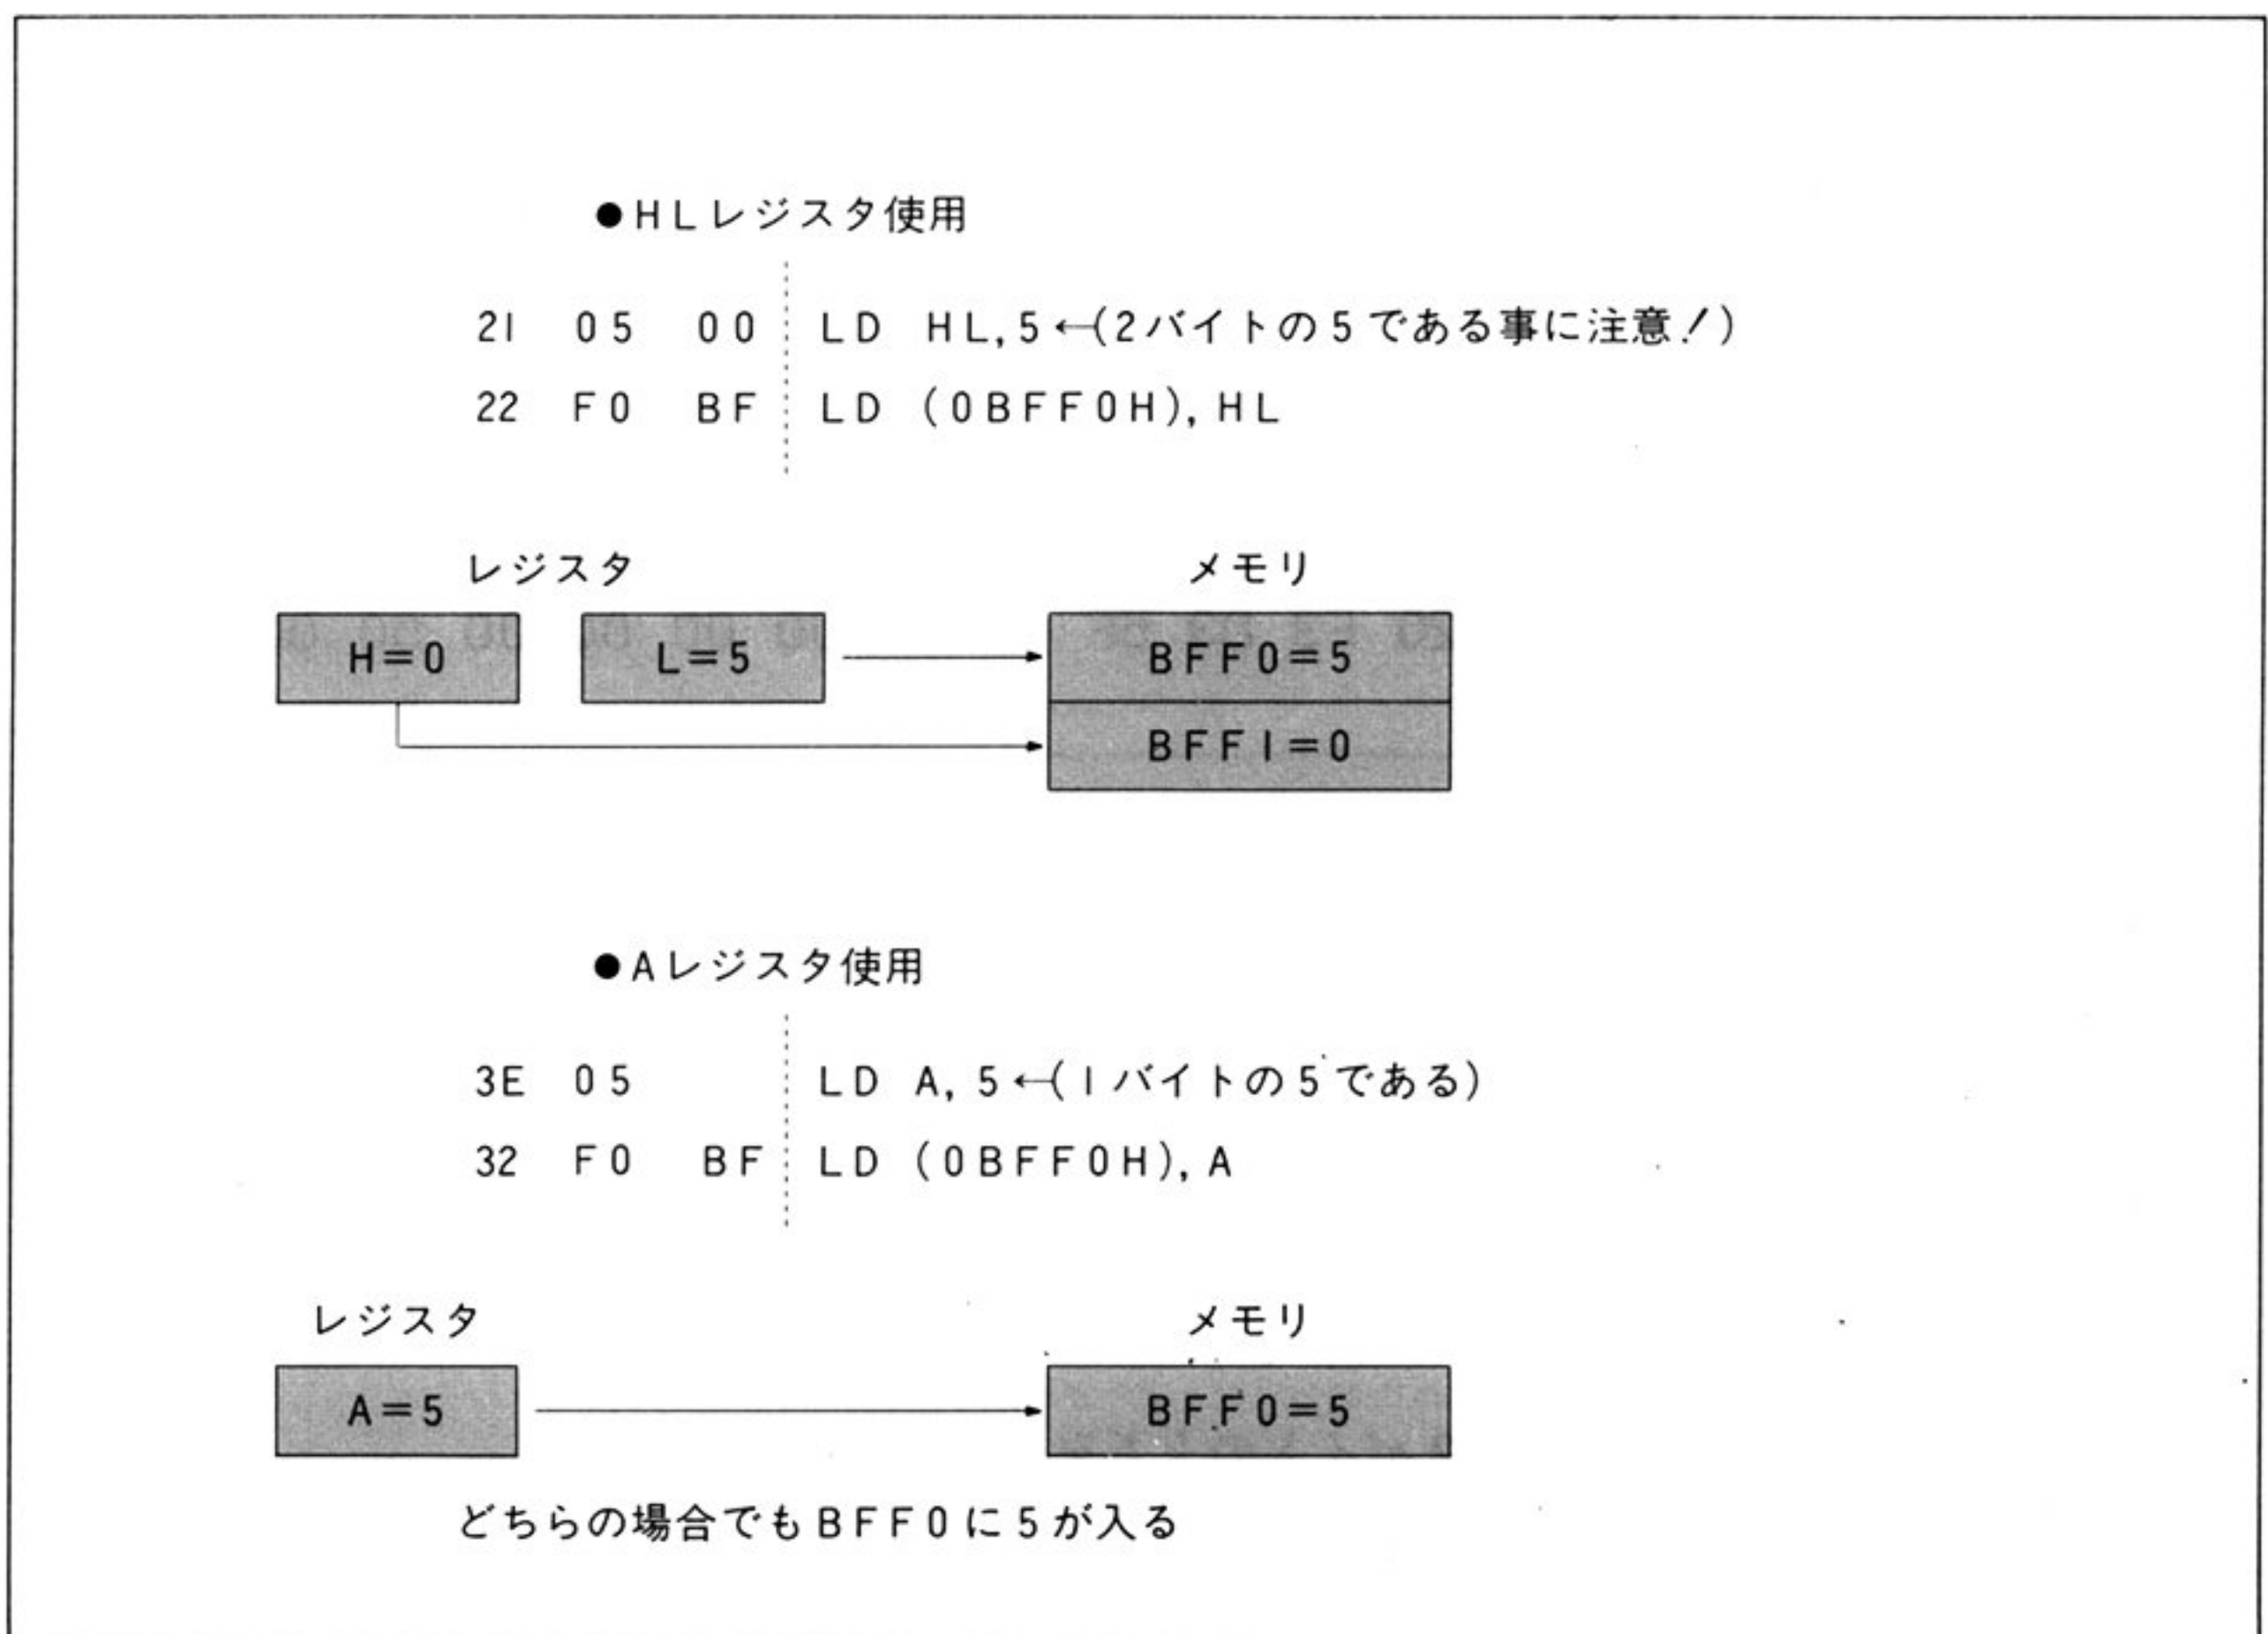 ●HLレジスタ使用
21 05 00 LD HL,5←(2バイトの5である事に注意!)
22 F0 BF LD (0BFF0H),HL
レジスタ メモリ
H=0 L=5 BFF0=5
BFF1=0
●Aレジスタ使用
3E 05 LD A,5←(1バイトの5である)
32 F0 BF LD (0BFF0H),A
レジスタ メモリ
A=5 BFF0=5
どちらの場合でもBFF0に5が入る